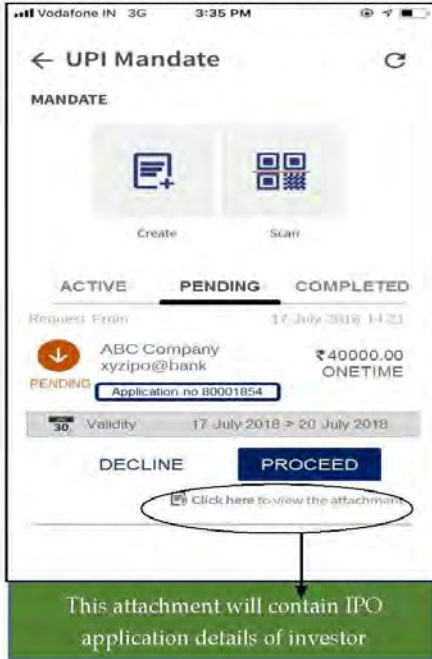 Vodafone IN 3G 3:35 PM
← UPI Mandate
MANDATE
Create Scan
ACTIVE PENDING COMPLETED
Request From 17 July 2018 14:21
ABC Company
xyzipo@bank
₹40000.00
ONETIME
PENDING
Application no 80001854
30 Validity 17 July 2018 > 20 July 2018
DECLINE PROCEED
Click here to view the attachment
This attachment will contain IPO
application details of investor